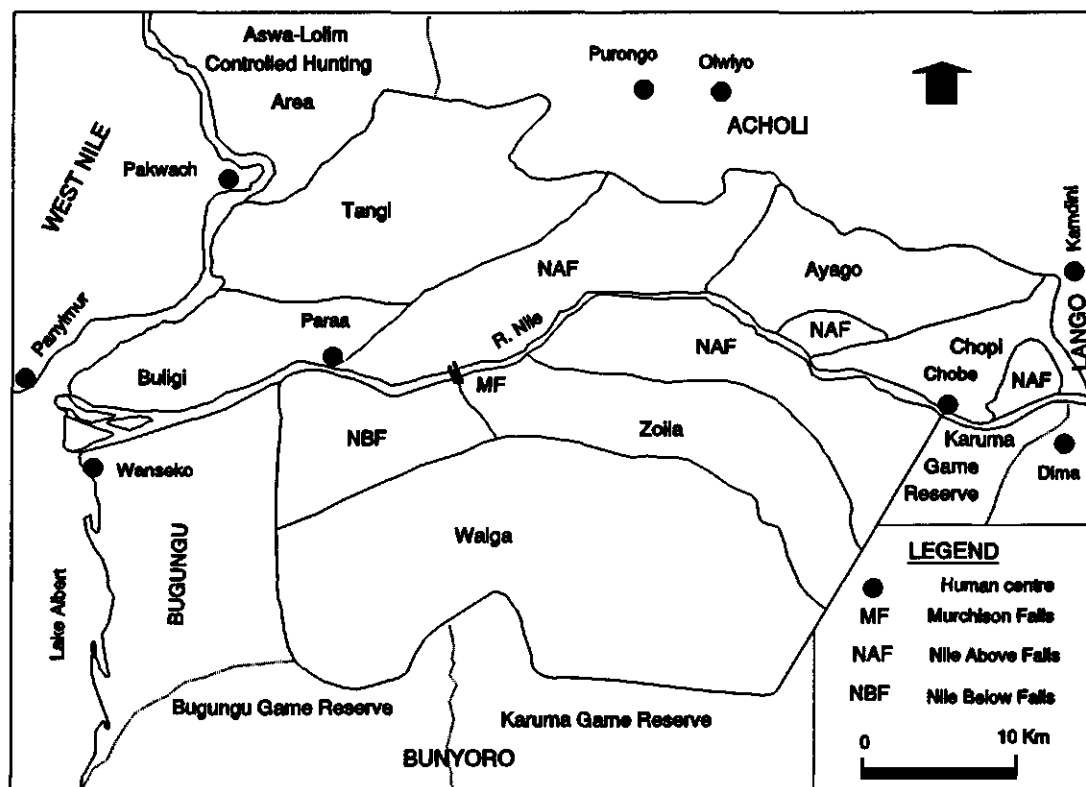 Aswa-Lolim
Controlled Hunting
Area
Purongo
Olwiyo
ACHOLI
WEST NILE
Pakwach
Tangi
Kamdini
NAF
Ayago
LANGO
Panyimur
Paraa
R. Nile
NAF
NAF
Chopi
Buligi
MF
Chobe
NAF
NBF
Zoila
Karuma
Game
Reserve
Wanseko
Dima
Walga
LEGEND
Human centre
BUGUNGU
MF Murchison Falls
Lake Albert
NAF Nile Above Falls
NBF Nile Below Falls
Bugungu Game Reserve
Karuma Game Reserve
0 10 Km
BUNYORO